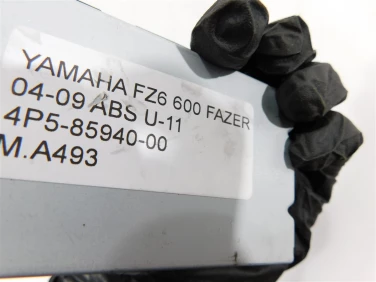 YAMAHA FZ6 600 FAZER
04-09 ABS U-11
4P5-85940-00
M.A493